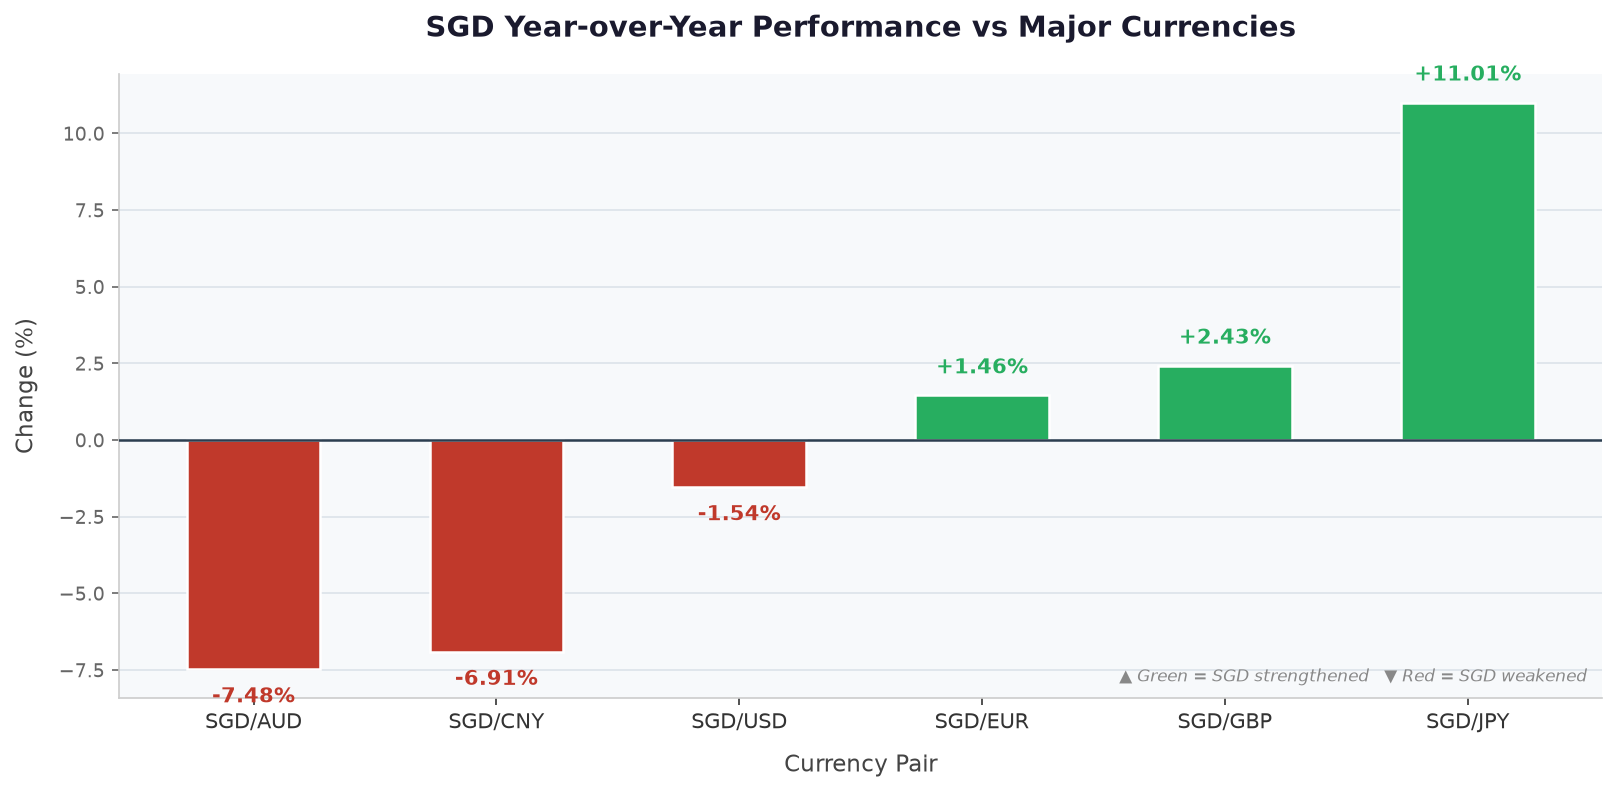 SGD Year-over-Year Performance vs Major Currencies
+11.01%
10.0
7.5
5.0
+2.43%
2.5
+1.46%
Change (%)
0.0
-1.54%
−2.5
−5.0
−7.5
-6.91%
-7.48%
▲ Green = SGD strengthened ▼ Red = SGD weakened
SGD/AUD SGD/CNY SGD/USD SGD/EUR SGD/GBP SGD/JPY
Currency Pair